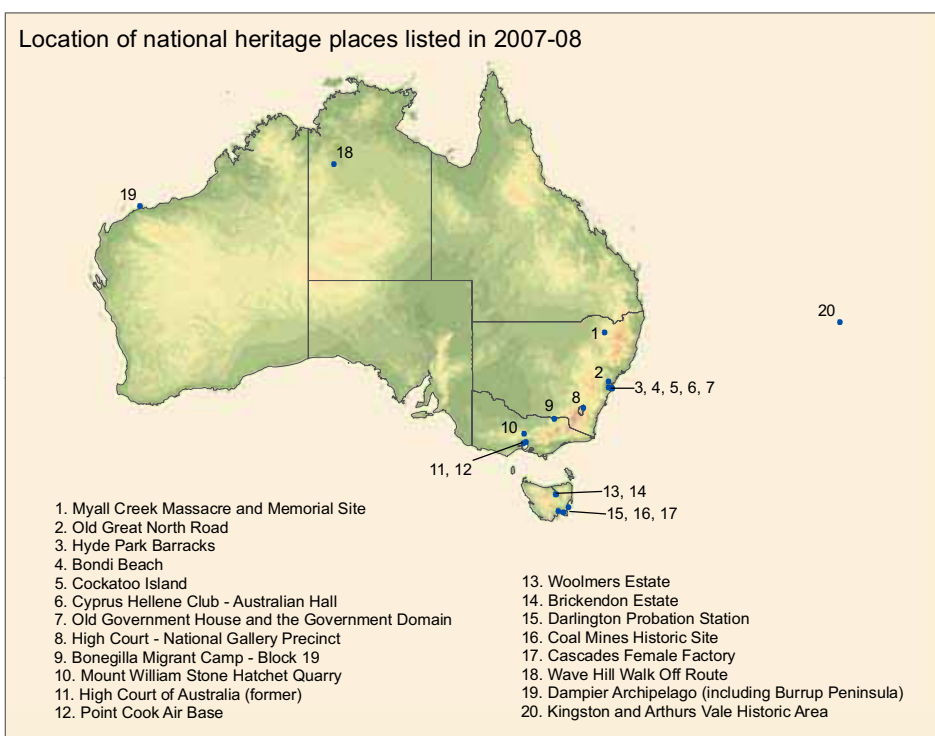 Location of national heritage places listed in 2007-08
18
19
20
1
2
3, 4, 5, 6, 7
8
9
10
11, 12
13, 14
15, 16, 17
1. Myall Creek Massacre and Memorial Site
2. Old Great North Road
3. Hyde Park Barracks
4. Bondi Beach
5. Cockatoo Island
6. Cyprus Hellene Club - Australian Hall
7. Old Government House and the Government Domain
8. High Court - National Gallery Precinct
9. Bonegilla Migrant Camp - Block 19
10. Mount William Stone Hatchet Quarry
11. High Court of Australia (former)
12. Point Cook Air Base
13. Woolmers Estate
14. Brickendon Estate
15. Darlington Probation Station
16. Coal Mines Historic Site
17. Cascades Female Factory
18. Wave Hill Walk Off Route
19. Dampier Archipelago (including Burrup Peninsula)
20. Kingston and Arthurs Vale Historic Area